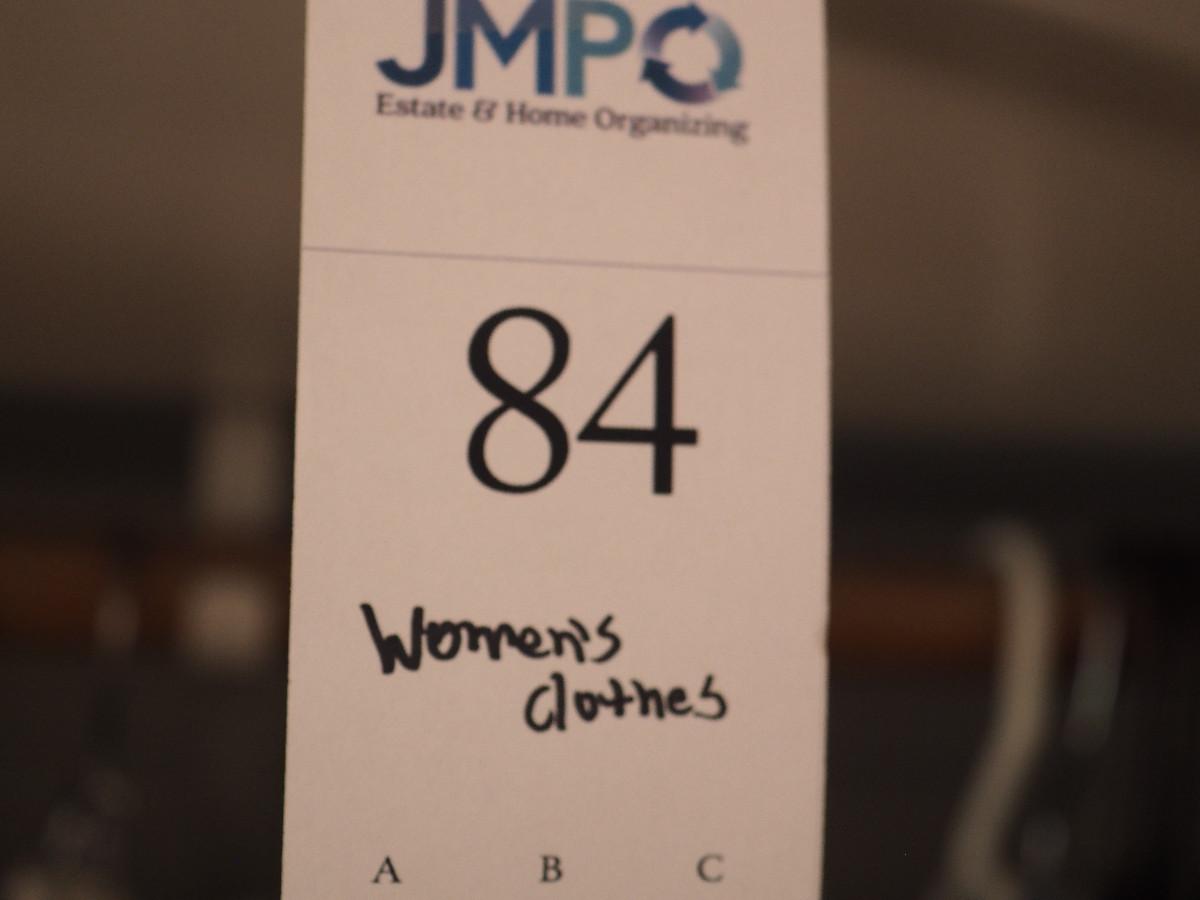 JMPO
Estate & Home Organizing
84
Women's
clothes
A B C